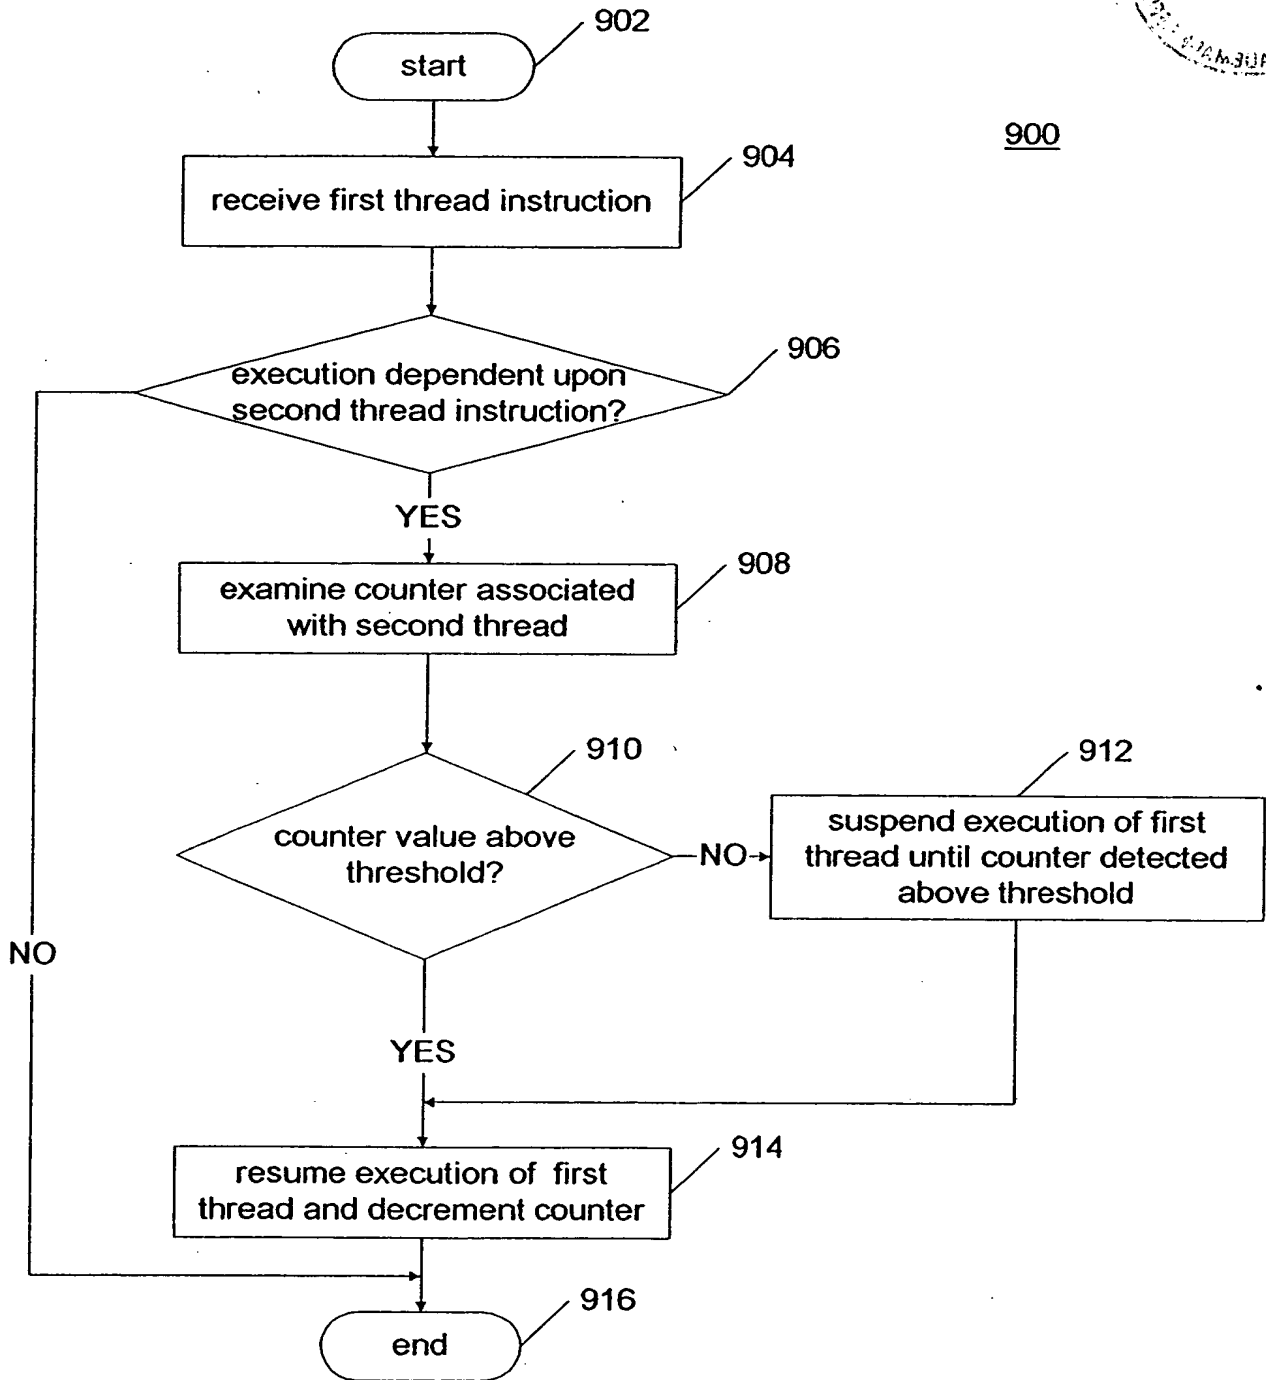 902
start
900
904
receive first thread instruction
906
execution dependent upon
second thread instruction?
YES
908
examine counter associated
with second thread
910
counter value above
threshold?
NO
912
suspend execution of first
thread until counter detected
above threshold
NO
YES
914
resume execution of first
thread and decrement counter
916
end